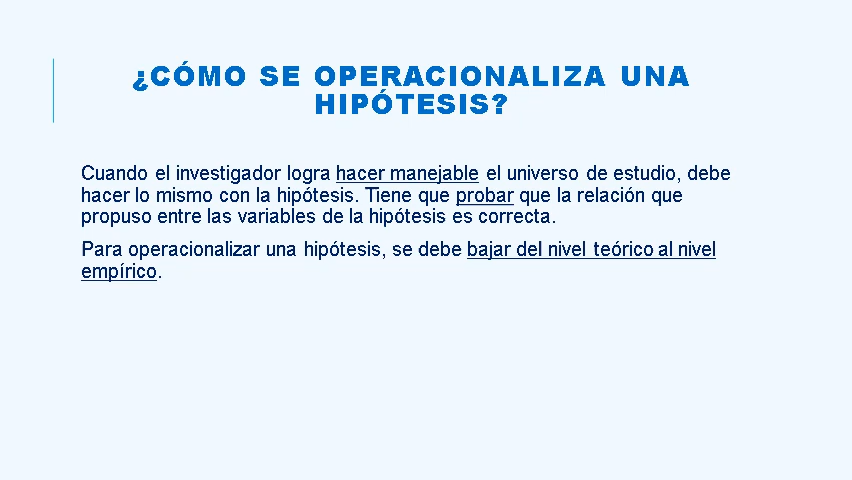 ¿CÓMO SE OPERACIONALIZA UNA
HIPÓTESIS?
Cuando el investigador logra hacer manejable el universo de estudio, debe
hacer lo mismo con la hipótesis. Tiene que probar que la relación que
propuso entre las variables de la hipótesis es correcta.
Para operacionalizar una hipótesis, se debe bajar del nivel teórico al nivel
empírico.